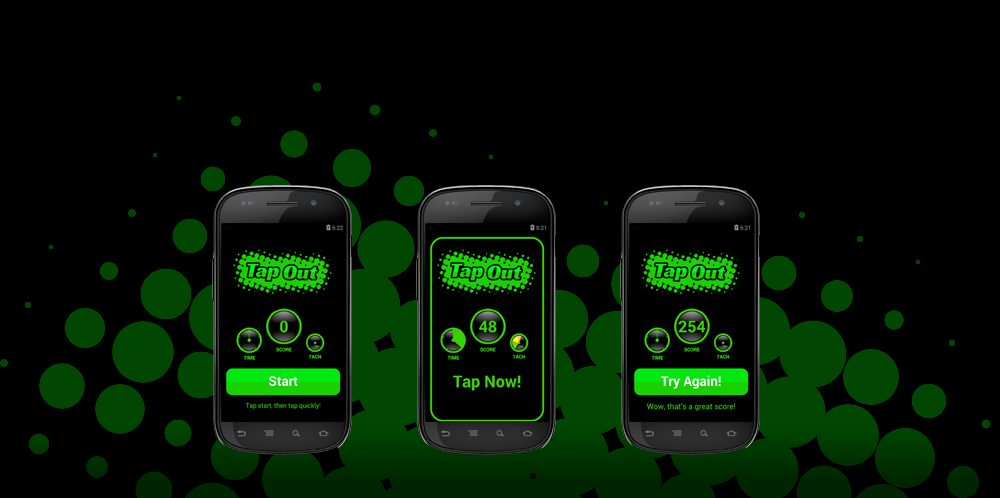 6:22
Tap Out
0
TIME
SCORE
TACH
Start
Tap start, then tap quickly!
6:21
Tap Out
48
TIME
SCORE
TACH
Tap Now!
6:21
Tap Out
254
TIME
SCORE
TACH
Try Again!
Wow, that's a great score!